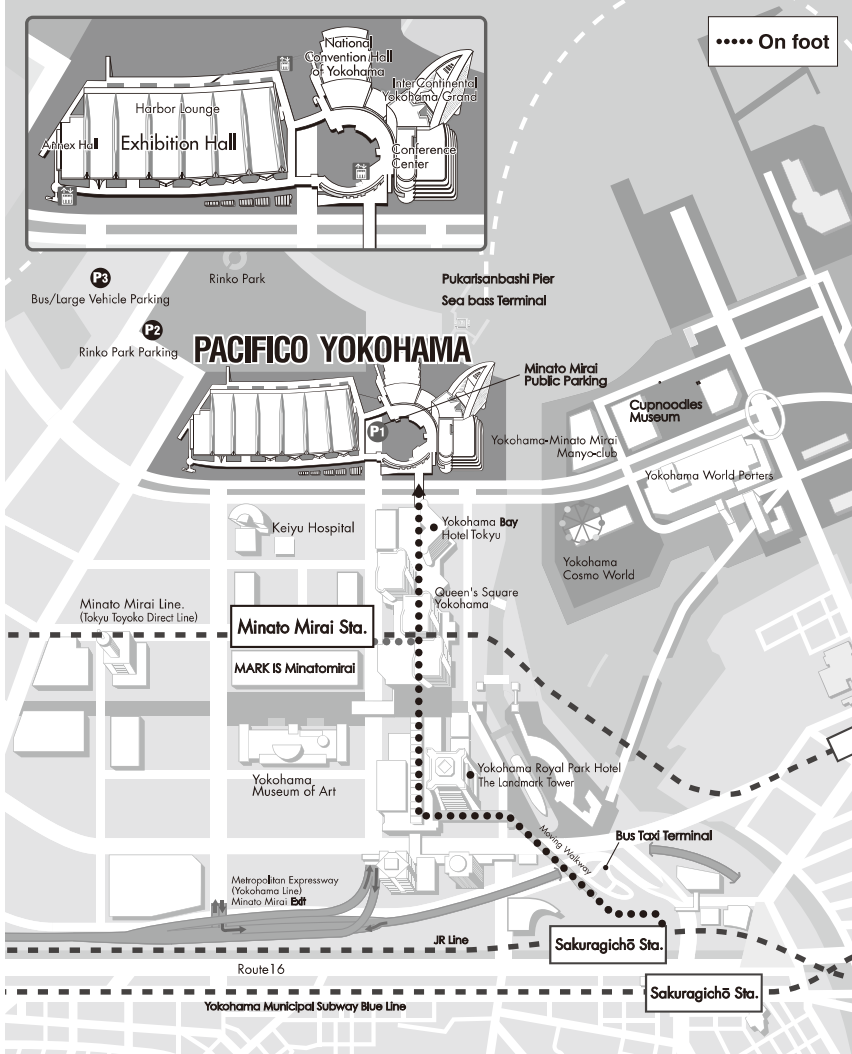 On foot
National
Convention Hall
of Yokohama
InterContinental
Yokohama Grand
Harbor Lounge
Annex Hall
Exhibition Hall
Conference
Center
P3
Bus/Large Vehicle Parking
Rinko Park
Pukarisanbashi Pier
Sea bass Terminal
P2
Rinko Park Parking
PACIFICO YOKOHAMA
Minato Mirai
Public Parking
Cupnoodles
Museum
P1
Yokohama-Minato Mirai
Manyo-club
Yokohama World Porters
Keiyu Hospital
Yokohama Bay
Hotel Tokyu
Yokohama
Cosmo World
Queen's Square
Yokohama
Minato Mirai Line.
(Tokyu Toyoko Direct Line)
Minato Mirai Sta.
MARK IS Minatomirai
Yokohama
Museum of Art
Yokohama Royal Park Hotel
The Landmark Tower
Moving Walkway
Bus Taxi Terminal
Metropolitan Expressway
(Yokohama Line)
Minato Mirai Exit
JR Line
Sakuragichō Sta.
Route16
Sakuragichō Sta.
Yokohama Municipal Subway Blue Line